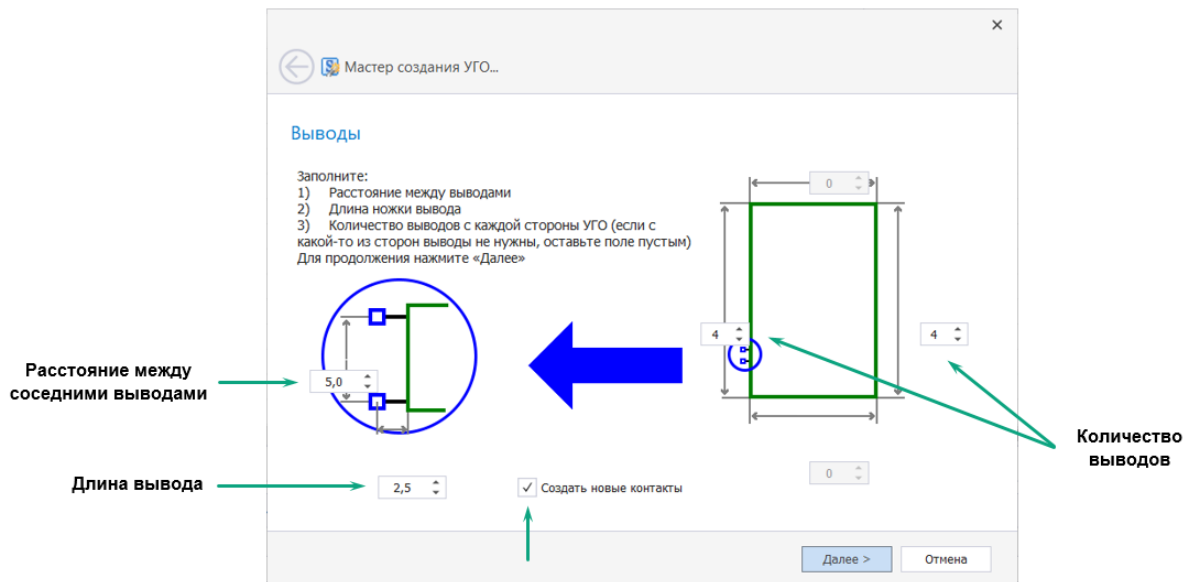 Мастер создания УГО...
Выводы
Заполните:
1) Расстояние между выводами
2) Длина ножки вывода
3) Количество выводов с каждой стороны УГО (если с
какой-то из сторон выводы не нужны, оставьте поле пустым)
Для продолжения нажмите «Далее»
0
4
4
Расстояние между
соседними выводами
5,0
Количество
выводов
0
Длина вывода
2,5
Создать новые контакты
Далее >
Отмена